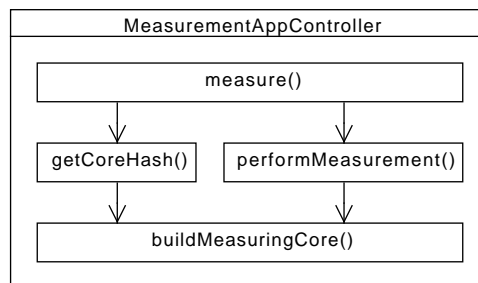 MeasurementAppController
measure()
getCoreHash()
performMeasurement()
buildMeasuringCore()